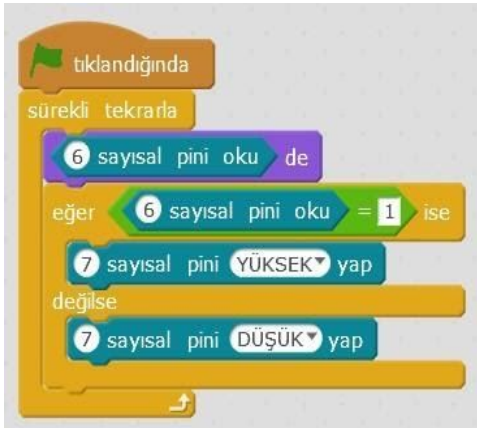 tıklandığında
sürekli tekrarla
6 sayısal pini oku de
eğer 6 sayısal pini oku = 1 ise
7 sayısal pini YÜKSEK yap
değilse
7 sayısal pini DÜŞÜK yap